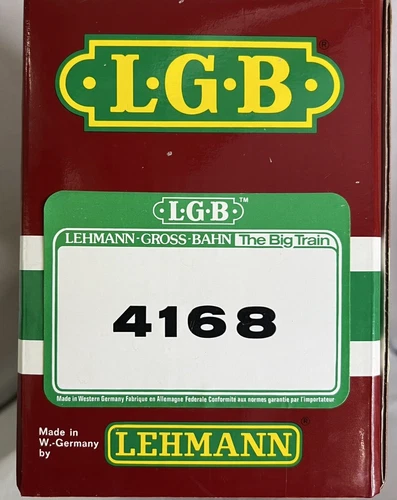 L·G·B®
·L·G·B·™
LEHMANN·GROSS·BAHN The Big Train
4168
Made in Western Germany Fabriqué en Allemagne Federale Conformité aux normes garantie par l'importateur
Made in
W.-Germany
by
LEHMANN®